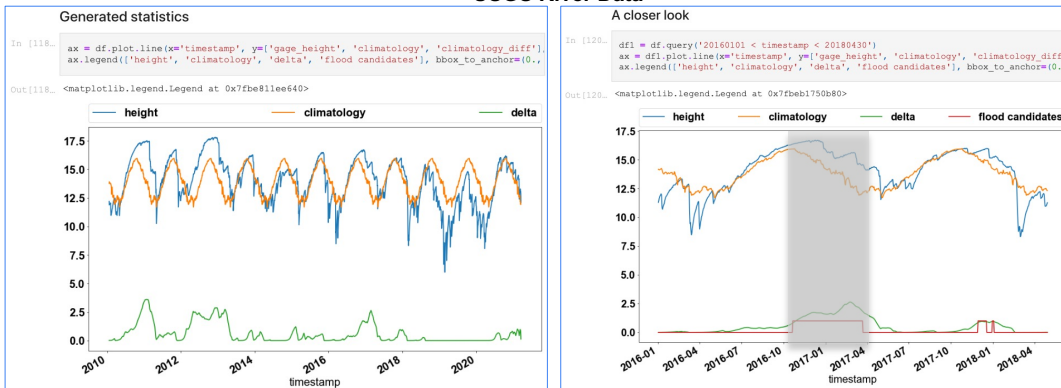 USGS River Data
Generated statistics
In [118…
ax = df.plot.line(x='timestamp', y=['gage_height', 'climatology', 'climatology_diff'],
ax.legend(['height', 'climatology', 'delta', 'flood candidates'], bbox_to_anchor=(0.,
Out[118… <matplotlib.legend.Legend at 0x7fbe811ee640>
height climatology delta
17.5
15.0
12.5
10.0
7.5
5.0
2.5
0.0
2010 2012 2014 2016 2018 2020
timestamp
A closer look
In [120…
df1 = df.query('20160101 < timestamp < 20180430')
ax = df1.plot.line(x='timestamp', y=['gage_height', 'climatology', 'climatology_diff
ax.legend(['height', 'climatology', 'delta', 'flood candidates'], bbox_to_anchor=(0.
Out[120… <matplotlib.legend.Legend at 0x7fbeb1750b80>
height climatology delta flood candidates
17.5
15.0
12.5
10.0
7.5
5.0
2.5
0.0
2016-01 2016-04 2016-07 2016-10 2017-01 2017-04 2017-07 2017-10 2018-01 2018-04
timestamp